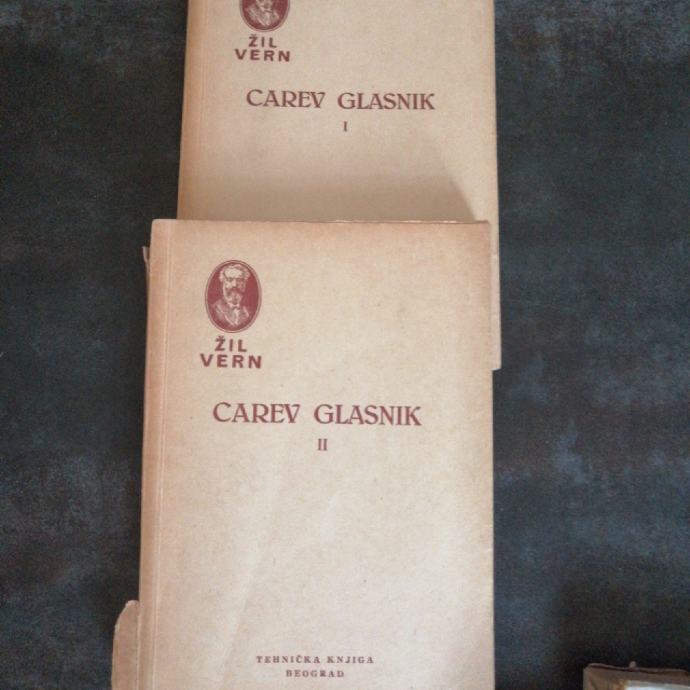 ŽIL
VERN
CAREV GLASNIK
I
ŽIL
VERN
CAREV GLASNIK
II
TEHNIČKA KNJIGA
BEOGRAD